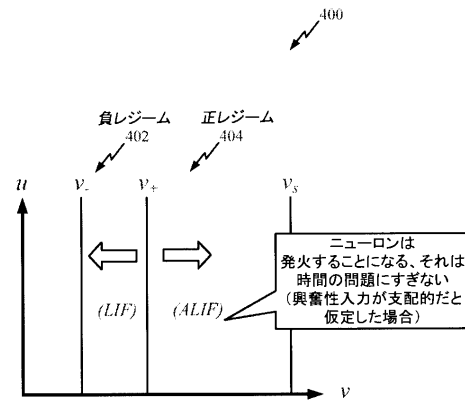 400
負レジーム 正レジーム
402 404
u v- v+ vs
ニューロンは
発火することになる、それは
時間の問題にすぎない
(興奮性入力が支配的だと
仮定した場合)
(LIF) (ALIF)
v